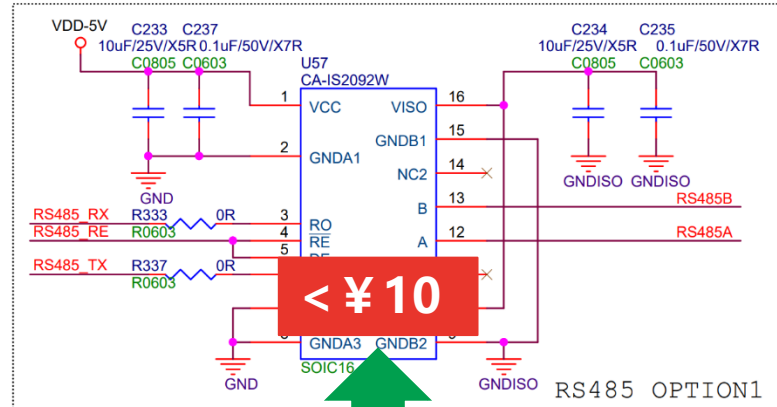 VDD-5V
C233
10uF/25V/X5R
C0805
C237
0.1uF/50V/X7R
C0603
GND
U57
CA-IS2092W
1 VCC
2 GNDA1
3 RO
4 RE
5
GNDA3
SOIC16
VISO 16
GNDB1 15
NC2 14
B 13
A 12
GNDB2
RS485_RX
R333
0R
R0603
RS485_RE
RS485_TX
R337
0R
R0603
GND
C234
10uF/25V/X5R
C0805
C235
0.1uF/50V/X7R
C0603
GNDISO
GNDISO
RS485B
RS485A
GNDISO
< ¥ 10
RS485 OPTION1